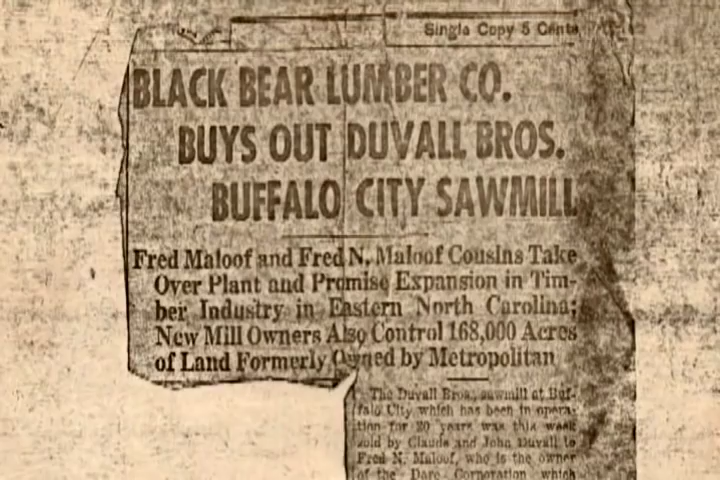 Single Copy 5 Cents
BLACK BEAR LUMBER CO.
BUYS OUT DUVALL BROS.
BUFFALO CITY SAWMILL
Fred Maloof and Fred N. Maloof Cousins Take
Over Plant and Promise Expansion in Tim-
ber Industry in Eastern North Carolina;
New Mill Owners Also Control 168,000 Acres
of Land Formerly Owned by Metropolitan
The Duvall Bros., sawmill at Buf-
falo City which has been in opera-
tion for 20 years was this week
sold by Claude and John Duvall to
Fred N. Maloof, who is the owner
of the Dare Corporation which